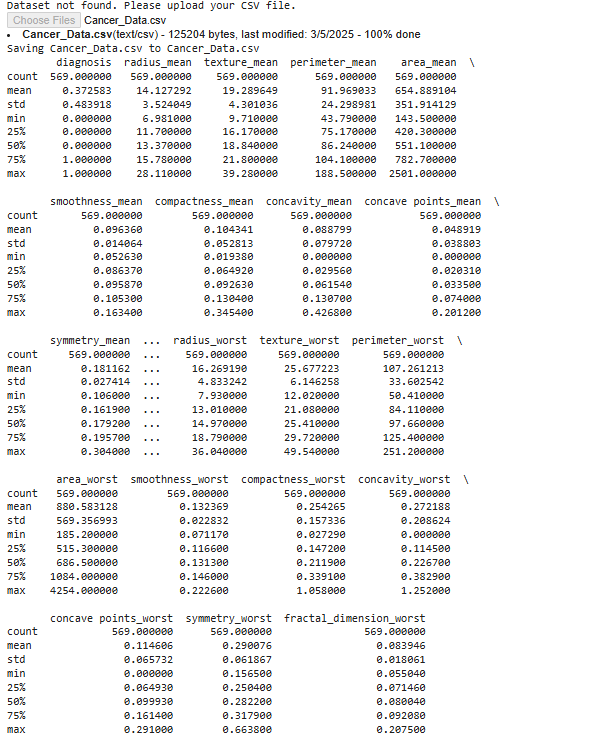 Dataset not found. Please upload your CSV file.
Choose Files Cancer_Data.csv
• Cancer_Data.csv(text/csv) - 125204 bytes, last modified: 3/5/2025 - 100% done
Saving Cancer_Data.csv to Cancer_Data.csv
diagnosis radius_mean texture_mean perimeter_mean area_mean \
count 569.000000 569.000000 569.000000 569.000000 569.000000
mean 0.372583 14.127292 19.289649 91.969033 654.889104
std 0.483918 3.524049 4.301036 24.298981 351.914129
min 0.000000 6.981000 9.710000 43.790000 143.500000
25% 0.000000 11.700000 16.170000 75.170000 420.300000
50% 0.000000 13.370000 18.840000 86.240000 551.100000
75% 1.000000 15.780000 21.800000 104.100000 782.700000
max 1.000000 28.110000 39.280000 188.500000 2501.000000
smoothness_mean compactness_mean concavity_mean concave points_mean \
count 569.000000 569.000000 569.000000 569.000000
mean 0.096360 0.104341 0.088799 0.048919
std 0.014064 0.052813 0.079720 0.038803
min 0.052630 0.019380 0.000000 0.000000
25% 0.086370 0.064920 0.029560 0.020310
50% 0.095870 0.092630 0.061540 0.033500
75% 0.105300 0.130400 0.130700 0.074000
max 0.163400 0.345400 0.426800 0.201200
symmetry_mean ... radius_worst texture_worst perimeter_worst \
count 569.000000 ... 569.000000 569.000000 569.000000
mean 0.181162 ... 16.269190 25.677223 107.261213
std 0.027414 ... 4.833242 6.146258 33.602542
min 0.106000 ... 7.930000 12.020000 50.410000
25% 0.161900 ... 13.010000 21.080000 84.110000
50% 0.179200 ... 14.970000 25.410000 97.660000
75% 0.195700 ... 18.790000 29.720000 125.400000
max 0.304000 ... 36.040000 49.540000 251.200000
area_worst smoothness_worst compactness_worst concavity_worst \
count 569.000000 569.000000 569.000000 569.000000
mean 880.583128 0.132369 0.254265 0.272188
std 569.356993 0.022832 0.157336 0.208624
min 185.200000 0.071170 0.027290 0.000000
25% 515.300000 0.116600 0.147200 0.114500
50% 686.500000 0.131300 0.211900 0.226700
75% 1084.000000 0.146000 0.339100 0.382900
max 4254.000000 0.222600 1.058000 1.252000
concave points_worst symmetry_worst fractal_dimension_worst
count 569.000000 569.000000 569.000000
mean 0.114606 0.290076 0.083946
std 0.065732 0.061867 0.018061
min 0.000000 0.156500 0.055040
25% 0.064930 0.250400 0.071460
50% 0.099930 0.282200 0.080040
75% 0.161400 0.317900 0.092080
max 0.291000 0.663800 0.207500